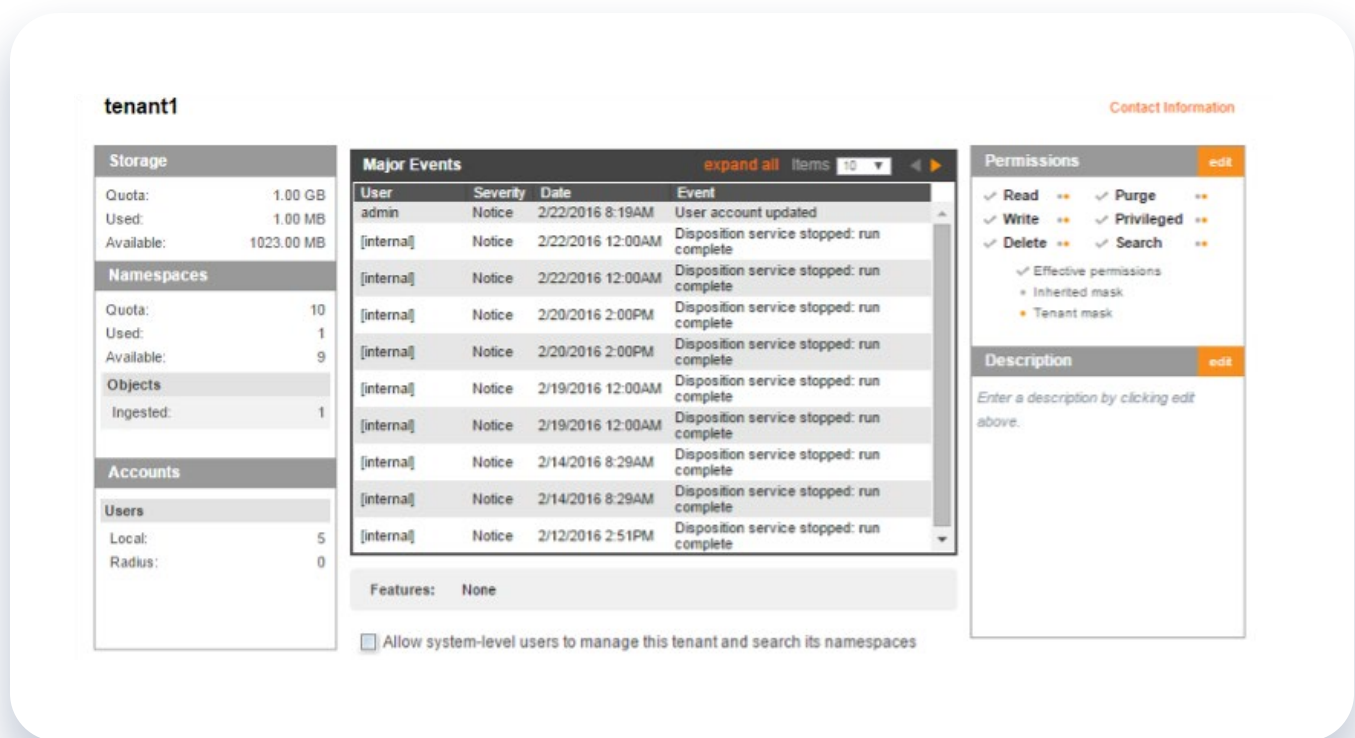 tenant1
Contact Information
Storage
Quota: 1.00 GB
Used: 1.00 MB
Available: 1023.00 MB
Namespaces
Quota: 10
Used: 1
Available: 9
Objects
Ingested: 1
Accounts
Users
Local: 5
Radius: 0
Major Events expand all Items 10
User Severity Date Event
admin Notice 2/22/2016 8:19AM User account updated
[internal] Notice 2/22/2016 12:00AM Disposition service stopped: run
complete
[internal] Notice 2/22/2016 12:00AM Disposition service stopped: run
complete
[internal] Notice 2/20/2016 2:00PM Disposition service stopped: run
complete
[internal] Notice 2/20/2016 2:00PM Disposition service stopped: run
complete
[internal] Notice 2/19/2016 12:00AM Disposition service stopped: run
complete
[internal] Notice 2/19/2016 12:00AM Disposition service stopped: run
complete
[internal] Notice 2/14/2016 8:29AM Disposition service stopped: run
complete
[internal] Notice 2/14/2016 8:29AM Disposition service stopped: run
complete
[internal] Notice 2/12/2016 2:51PM Disposition service stopped: run
complete
Features: None
Allow system-level users to manage this tenant and search its namespaces
Permissions edit
Read Purge
Write Privileged
Delete Search
Effective permissions
Inherited mask
Tenant mask
Description edit
Enter a description by clicking edit
above.